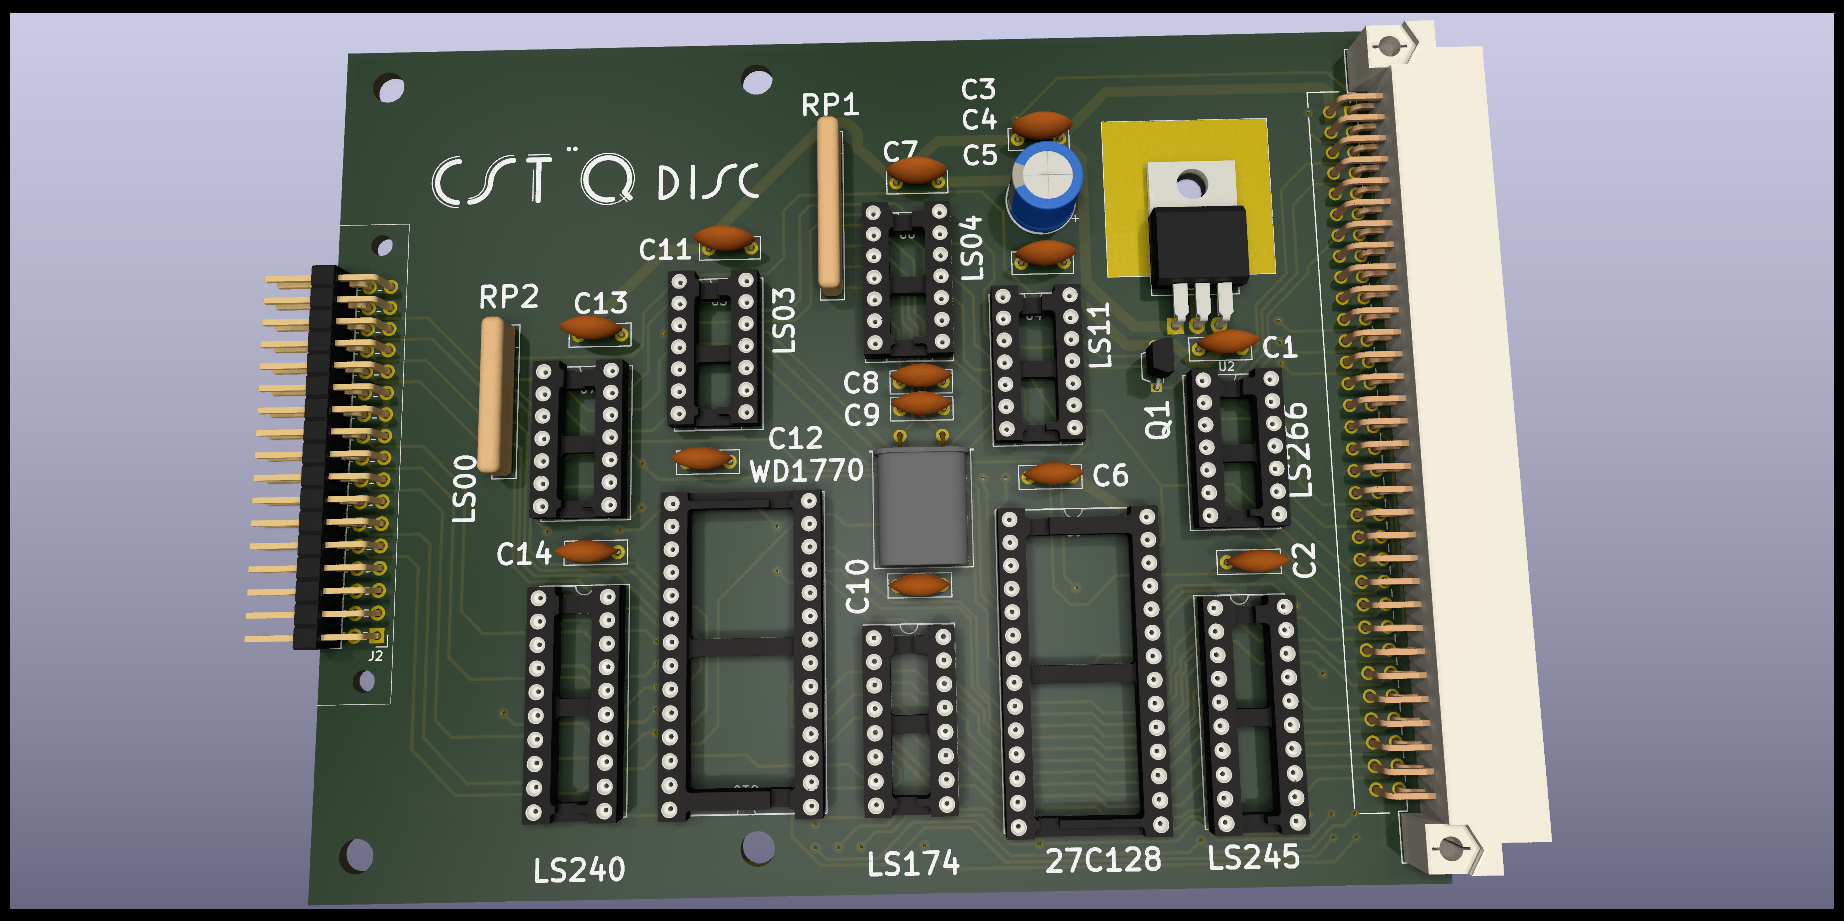 C3
RP1
C4
C7
C5
CST Q̈ DISC
LS04
C11
RP2
C13
LS03
LS11
C1
U2
C8
C9
Q1
LS266
C12
LS00
WD1770
C6
C14
C10
C2
J2
LS240
LS174
27C128
LS245